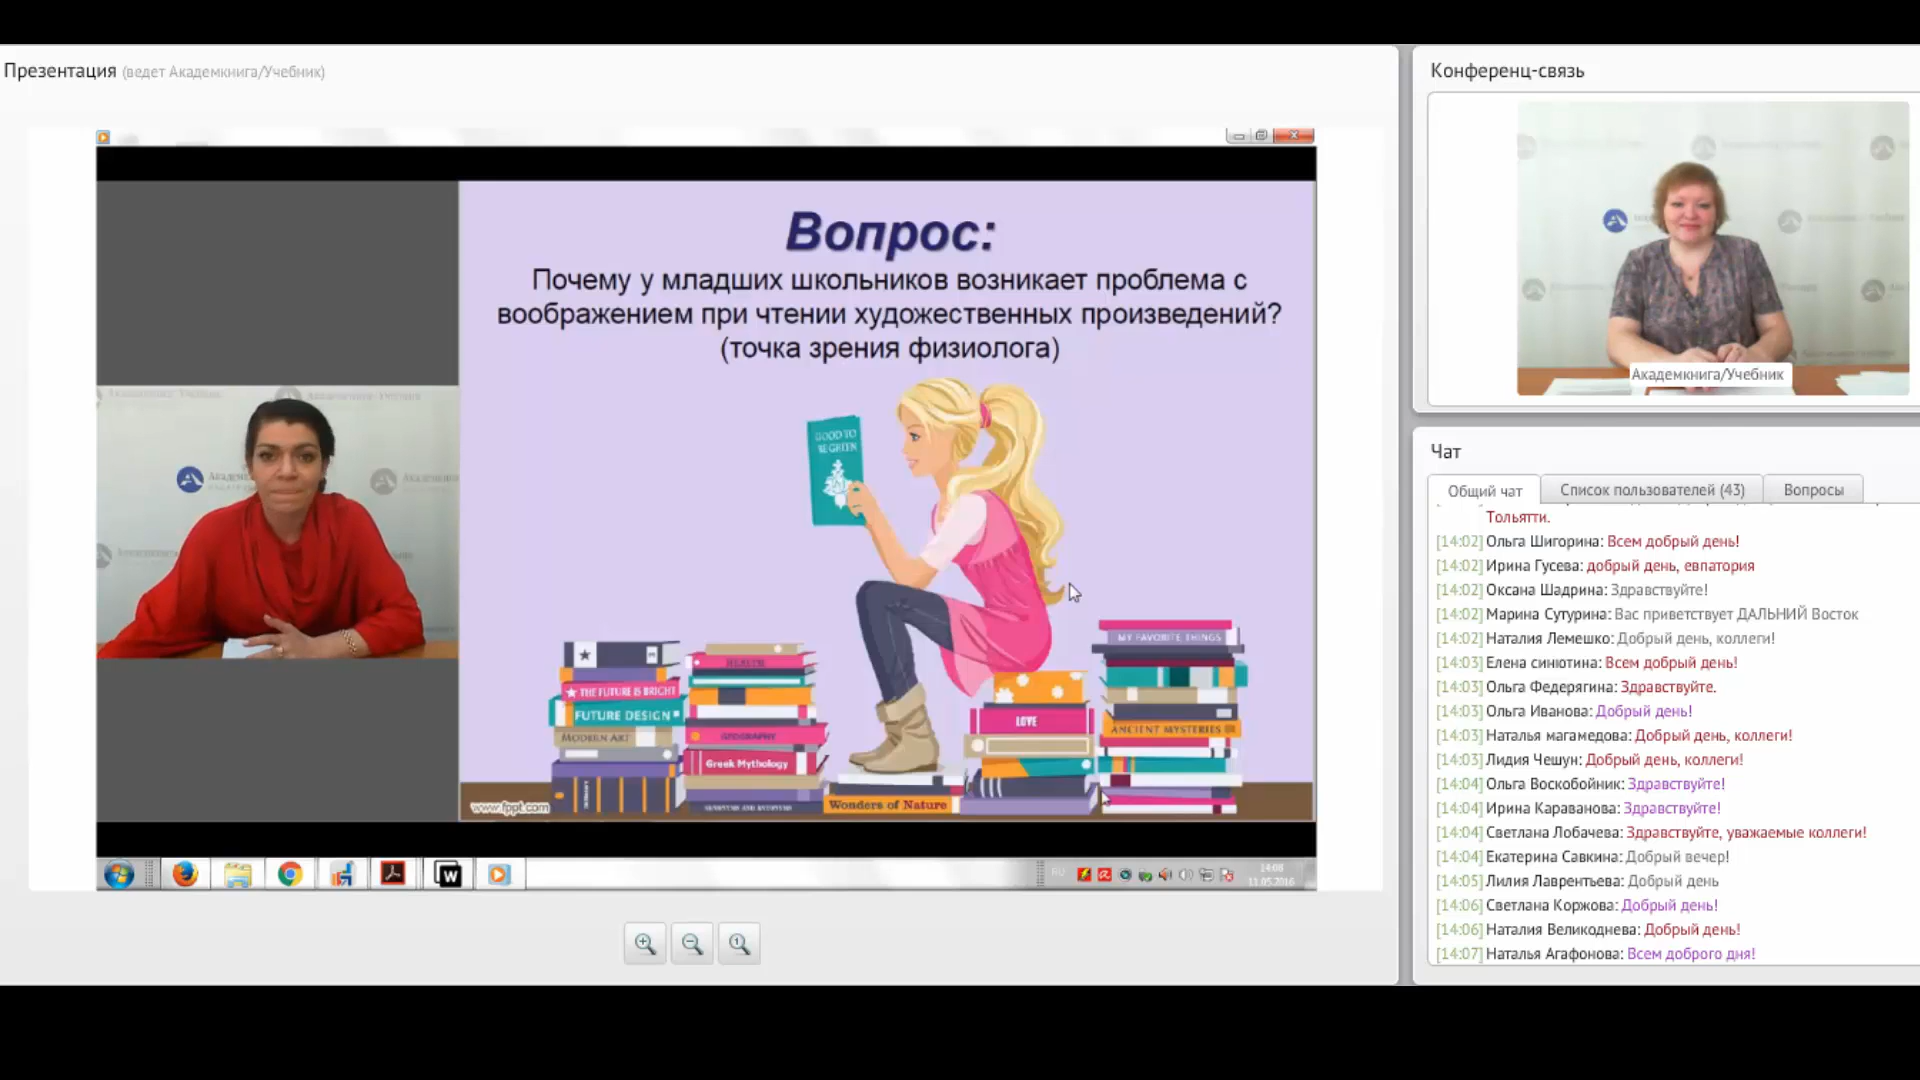 Презентация (ведет Академкнига/Учебник)
Вопрос:
Почему у младших школьников возникает проблема с
воображением при чтении художественных произведений?
(точка зрения физиолога)
GOOD TO
BE GREEN
THE FUTURE IS BRIGHT
FUTURE DESIGN
MODERN ART
HEALTH
GEOGRAPHY
Greek Mythology
Wonders of Nature
LOVE
MY FAVORITE THINGS
ANCIENT MYSTERIES III
www.fppt.com
RU
14:08
11.05.2016
Конференц-связь
Академкнига/Учебник
Чат
Общий чат
Список пользователей (43)
Вопросы
Тольятти.
[14:02] Ольга Шигорина: Всем добрый день!
[14:02] Ирина Гусева: добрый день, евпатория
[14:02] Оксана Шадрина: Здравствуйте!
[14:02] Марина Сутурина: Вас приветствует ДАЛЬНИЙ Восток
[14:02] Наталия Лемешко: Добрый день, коллеги!
[14:03] Елена синютина: Всем добрый день!
[14:03] Ольга Федерягина: Здравствуйте.
[14:03] Ольга Иванова: Добрый день!
[14:03] Наталья магамедова: Добрый день, коллеги!
[14:03] Лидия Чешун: Добрый день, коллеги!
[14:04] Ольга Воскобойник: Здравствуйте!
[14:04] Ирина Караванова: Здравствуйте!
[14:04] Светлана Лобачева: Здравствуйте, уважаемые коллеги!
[14:04] Екатерина Савкина: Добрый вечер!
[14:05] Лилия Лаврентьева: Добрый день
[14:06] Светлана Коржова: Добрый день!
[14:06] Наталия Великоднева: Добрый день!
[14:07] Наталья Агафонова: Всем доброго дня!